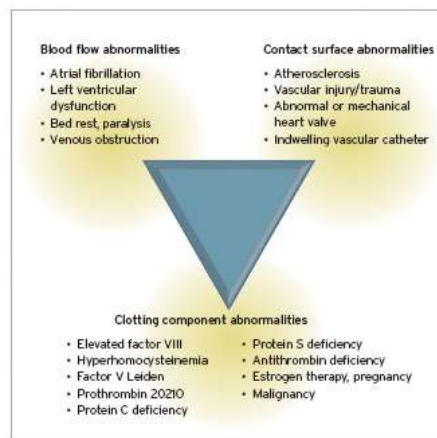 Blood flow abnormalities
• Atrial fibrillation
• Left ventricular
dysfunction
• Bed rest, paralysis
• Venous obstruction
Contact surface abnormalities
• Atherosclerosis
• Vascular injury/trauma
• Abnormal or mechanical
heart valve
• Indwelling vascular catheter
Clotting component abnormalities
• Elevated factor VIII
• Hyperhomocysteinemia
• Factor V Leiden
• Prothrombin 20210
• Protein C deficiency
• Protein S deficiency
• Antithrombin deficiency
• Estrogen therapy, pregnancy
• Malignancy